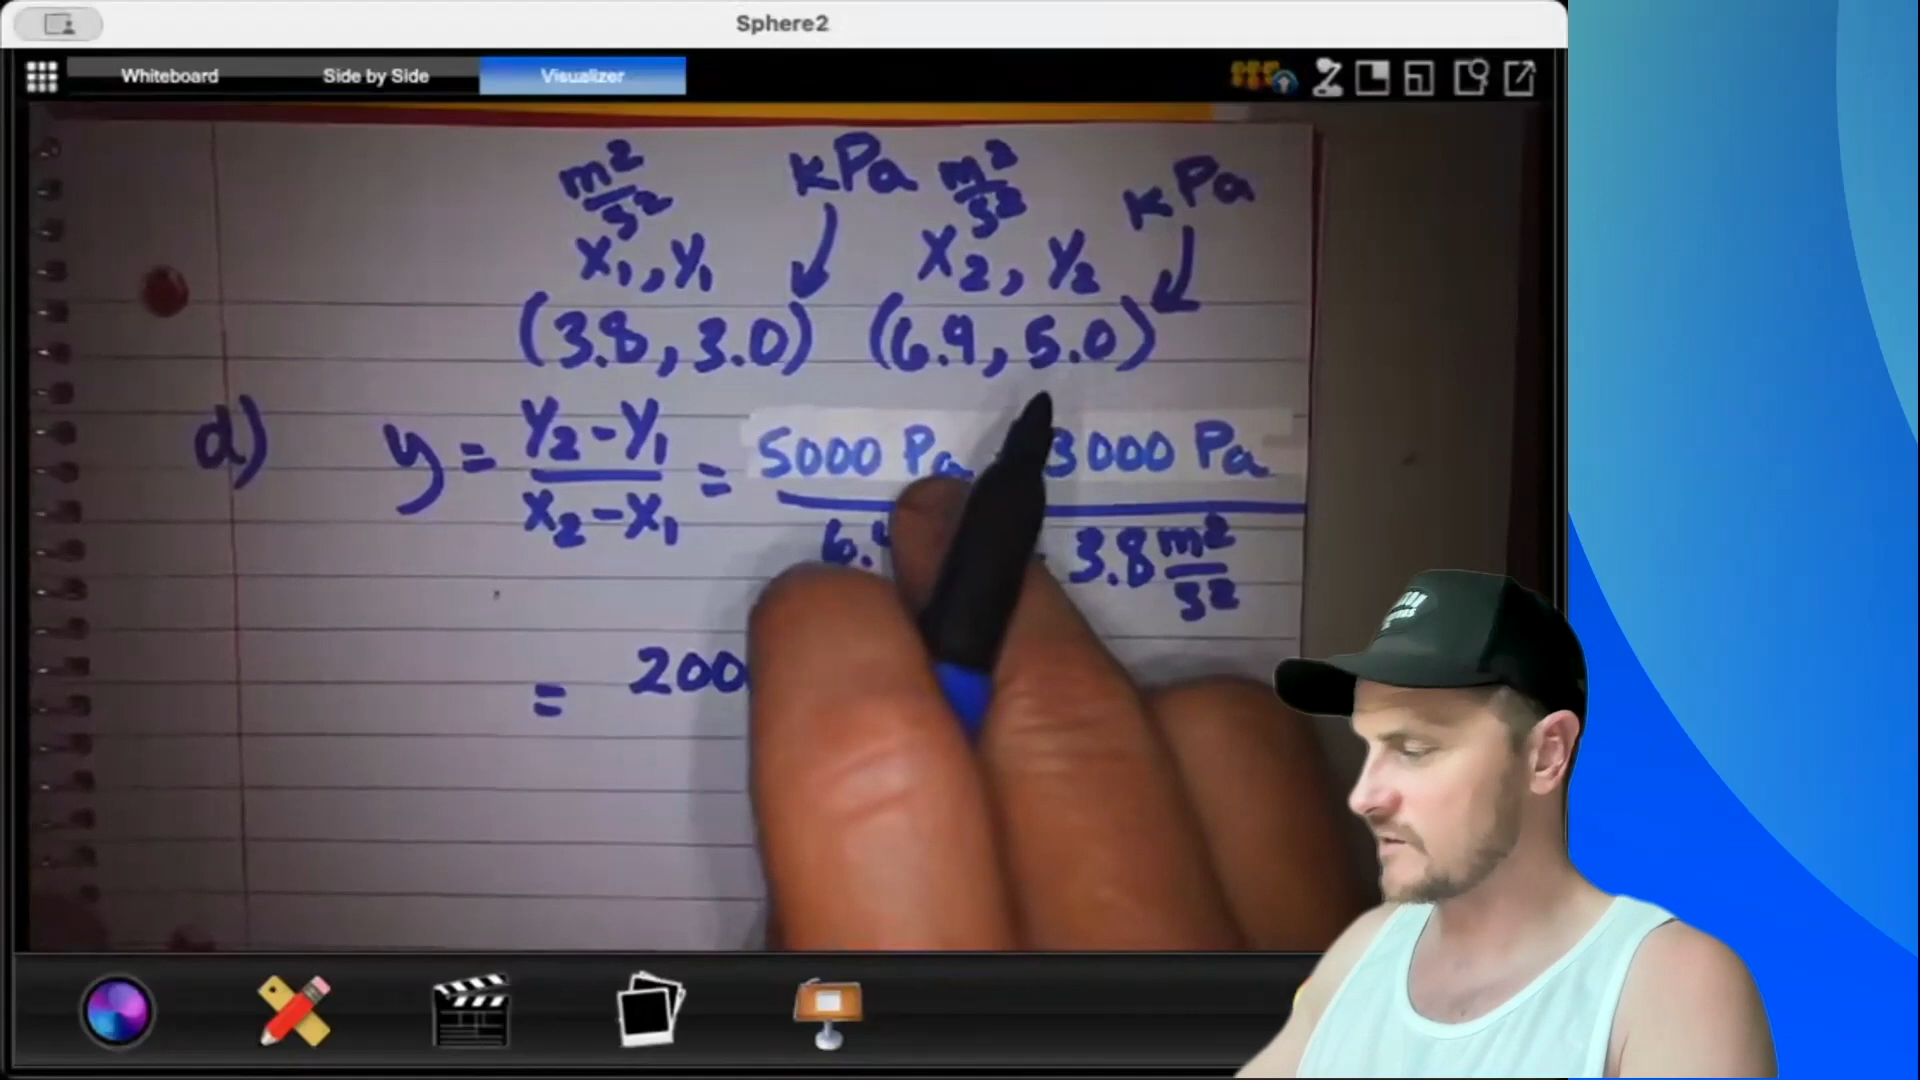 Sphere2
Whiteboard Side by Side Visualizer
m² kPa m² kPa
s² s²
x₁, y₁ x₂, y₂
(3.8, 3.0) (6.9, 5.0)
d) y = y₂-y₁ = 5000 Pa - 3000 Pa
x₂-x₁ 3.8 m²
s²
= 200